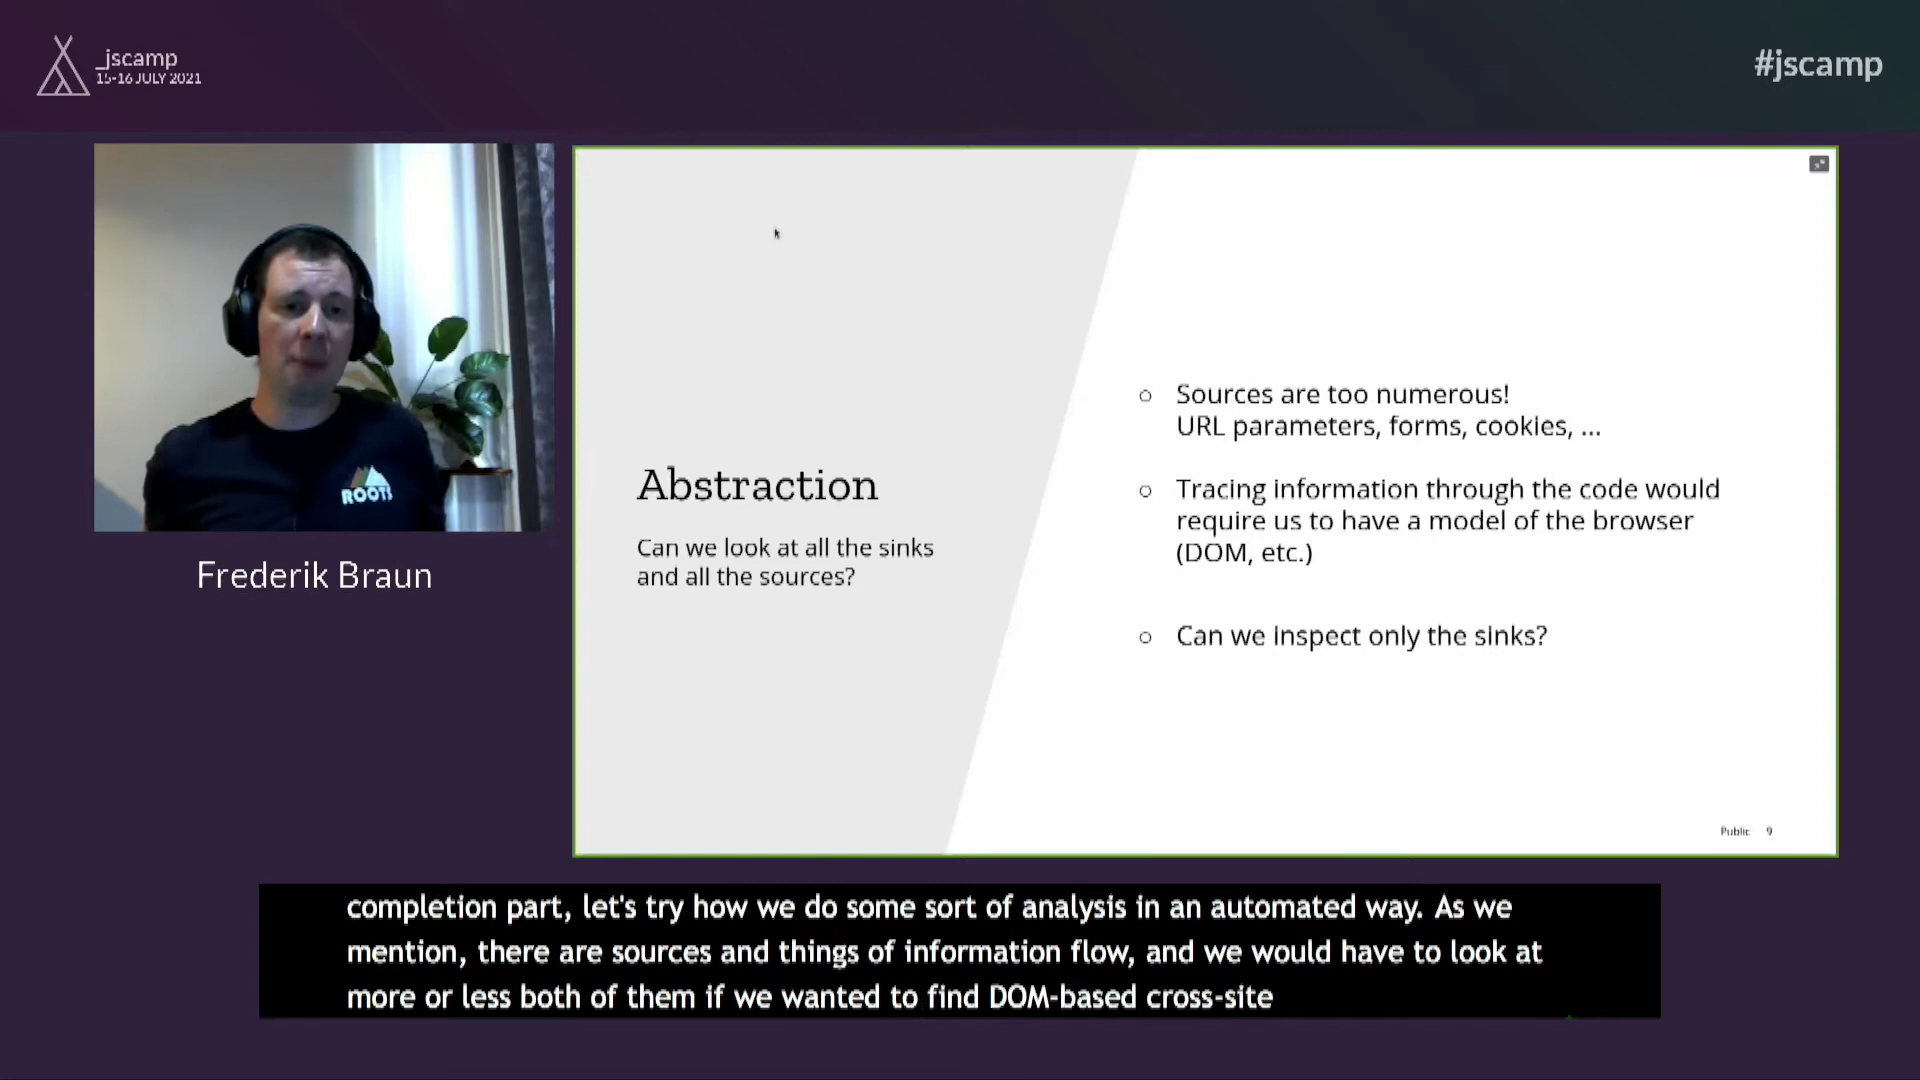 _jscamp
15-16 JULY 2021
#jscamp
ROOTS
Frederik Braun
Abstraction
Can we look at all the sinks
and all the sources?
○ Sources are too numerous!
URL parameters, forms, cookies, ...
○ Tracing information through the code would
require us to have a model of the browser
(DOM, etc.)
○ Can we inspect only the sinks?
Public 9
completion part, let's try how we do some sort of analysis in an automated way. As we
mention, there are sources and things of information flow, and we would have to look at
more or less both of them if we wanted to find DOM-based cross-site